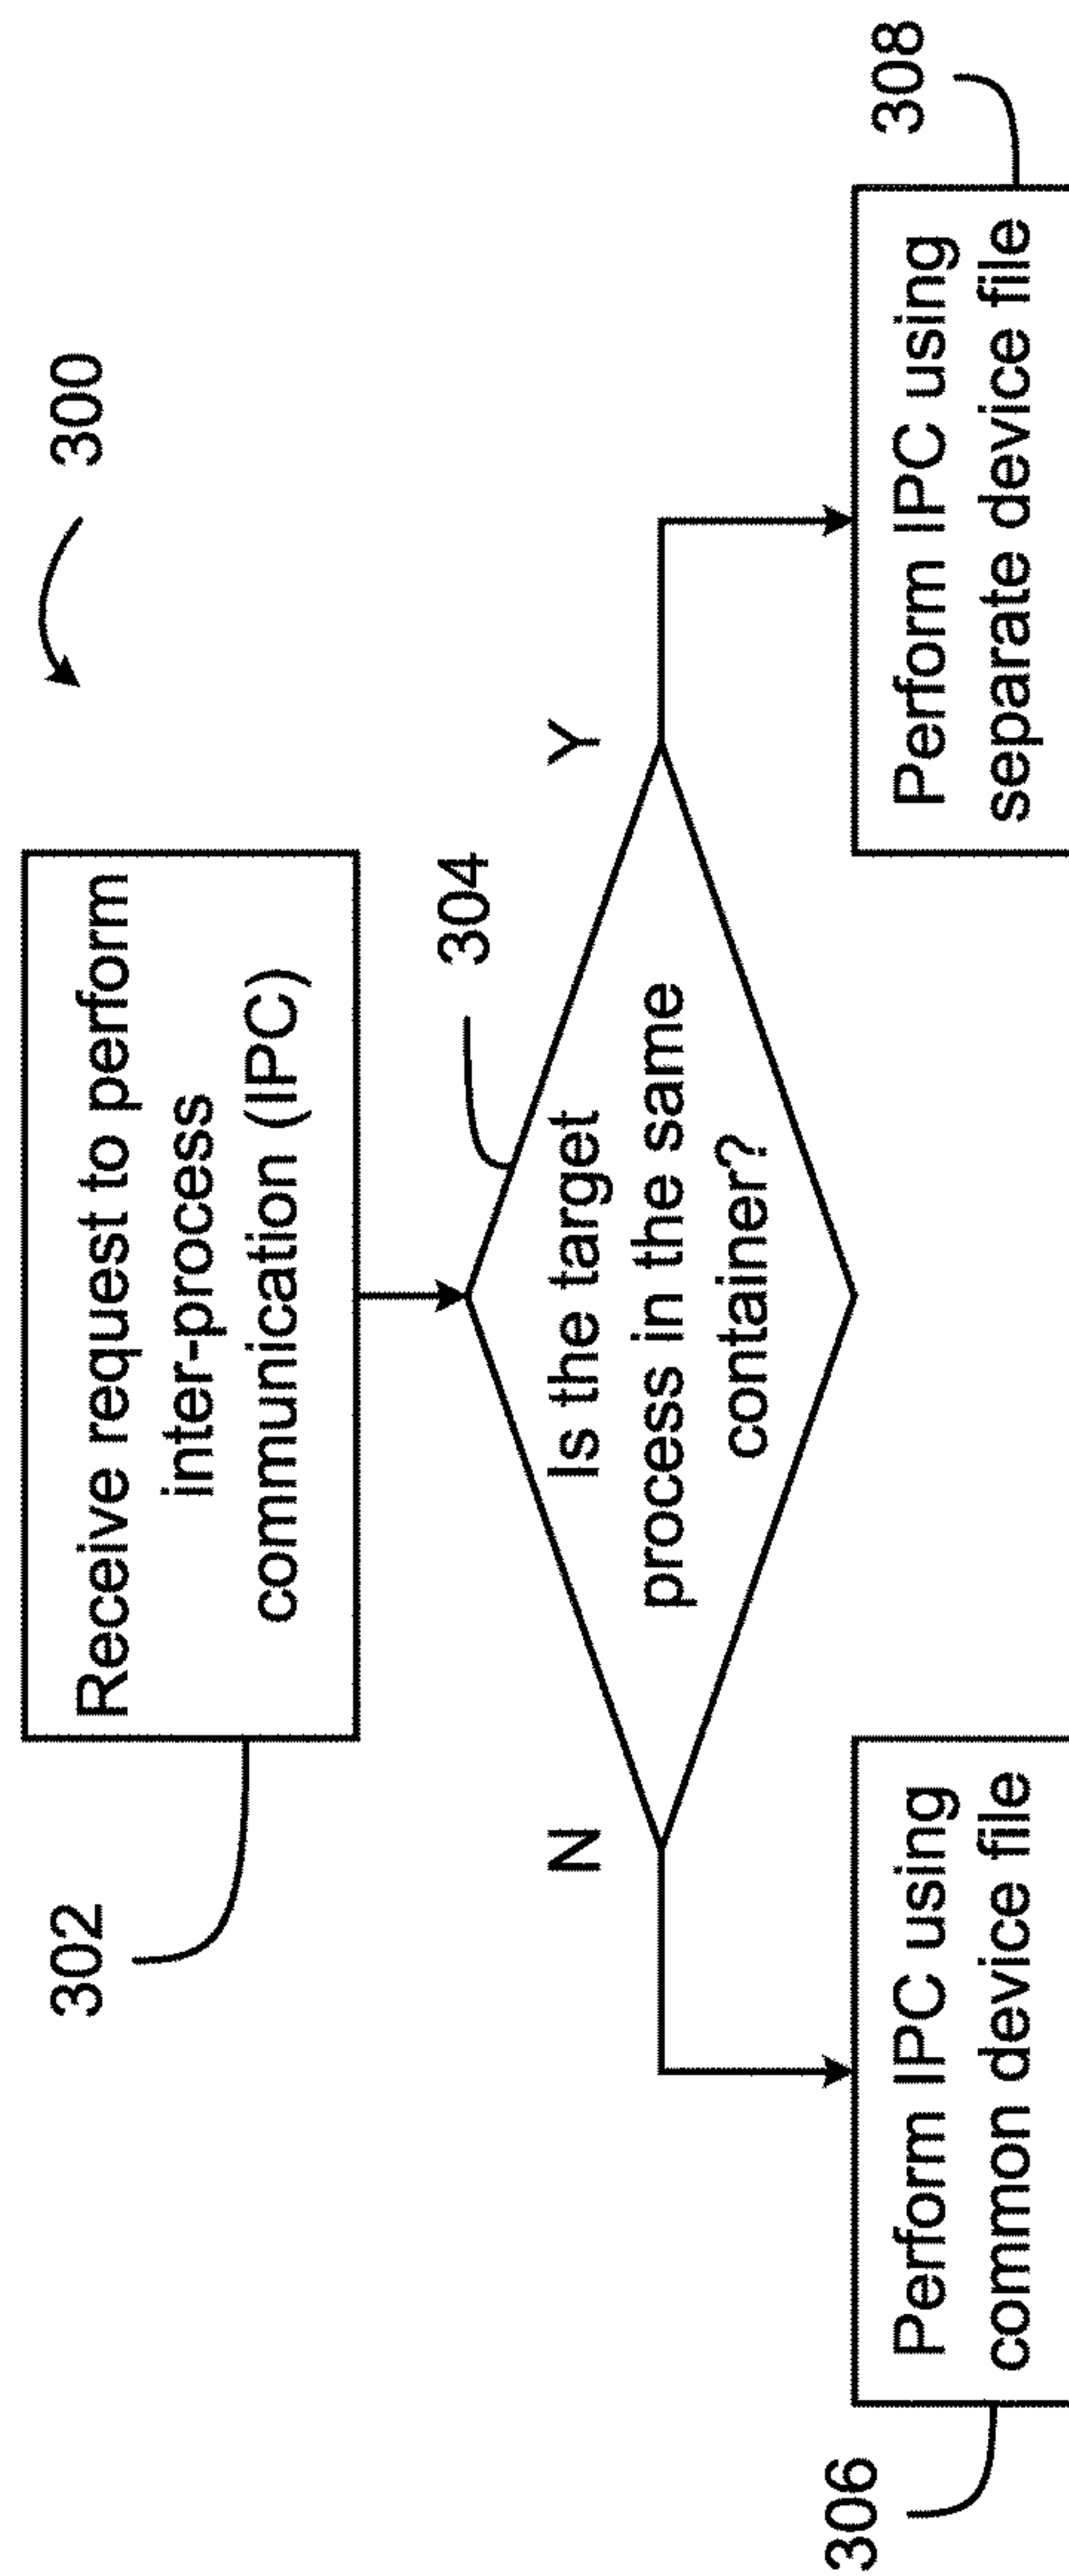 300
302
Receive request to perform
inter-process
communication (IPC)
304
Is the target
process in the same
container?
N
Y
306
Perform IPC using
common device file
308
Perform IPC using
separate device file